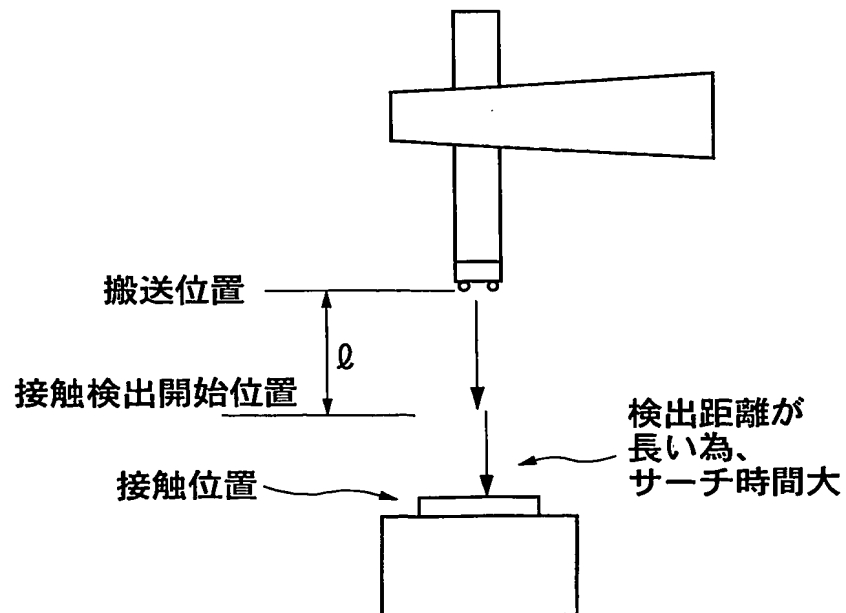 搬送位置
ℓ
接触検出開始位置
検出距離が
長い為、
サーチ時間大
接触位置